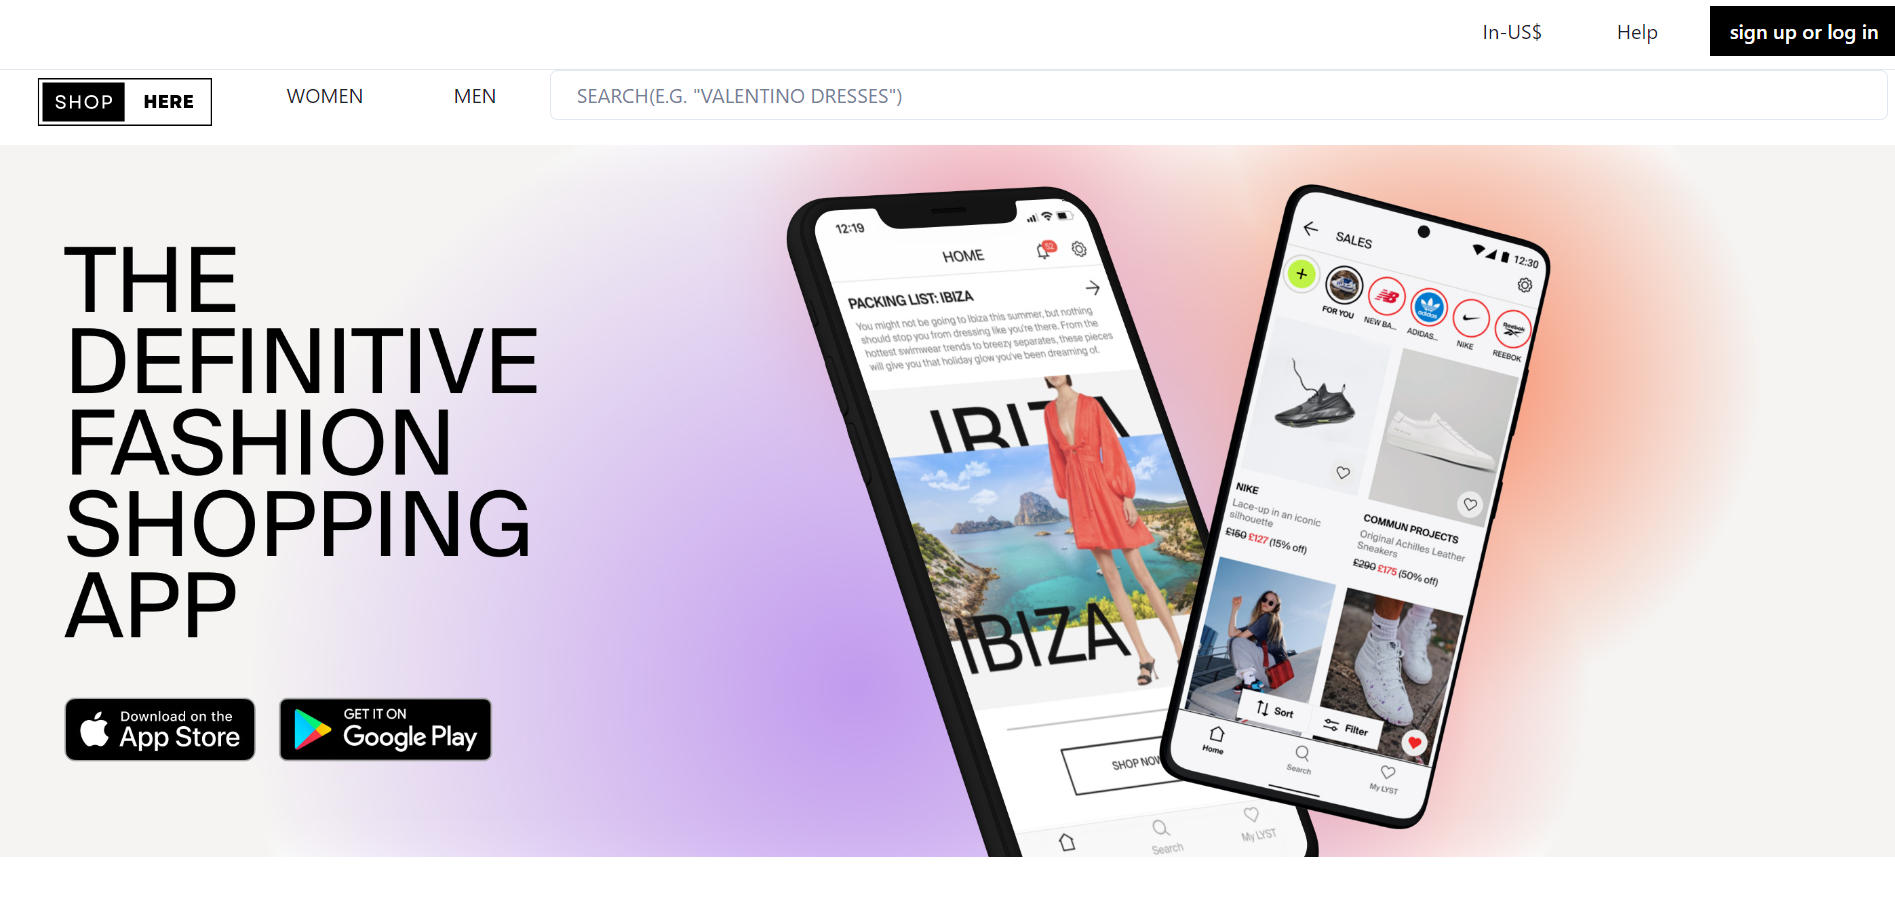 In-US$
Help
sign up or log in
SHOP HERE
WOMEN
MEN
SEARCH(E.G. "VALENTINO DRESSES")
THE
DEFINITIVE
FASHION
SHOPPING
APP
Download on the
App Store
GET IT ON
Google Play
12:19
HOME
52
PACKING LIST: IBIZA
You might not be going to Ibiza this summer, but nothing
should stop you from dressing like you're there. From the
hottest swimwear trends to breezy separates, these pieces
will give you that holiday glow you've been dreaming of.
IBIZA
IBIZA
SHOP NOW
Search
My LYST
12:30
SALES
FOR YOU
NEW BA...
adidas
ADIDAS...
NIKE
Reebok
REEBOK
NIKE
Lace-up in an iconic
silhouette
£150 £127 (15% off)
COMMUN PROJECTS
Original Achilles Leather
Sneakers
£290 £175 (50% off)
Sort
Filter
Home
Search
My LYST